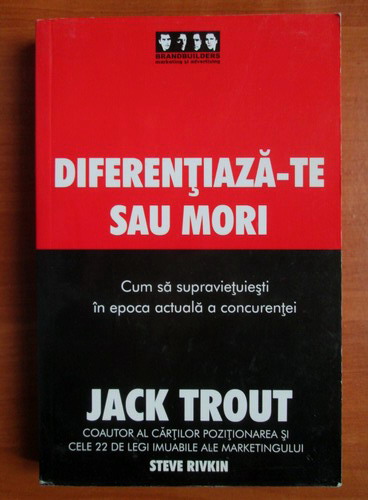 BRANDBUILDERS
marketing și advertising
DIFERENȚIAZĂ-TE
SAU MORI
Cum să supraviețuiești
în epoca actuală a concurenței
JACK TROUT
COAUTOR AL CĂRȚILOR POZIȚIONAREA ȘI
CELE 22 DE LEGI IMUABILE ALE MARKETINGULUI
STEVE RIVKIN